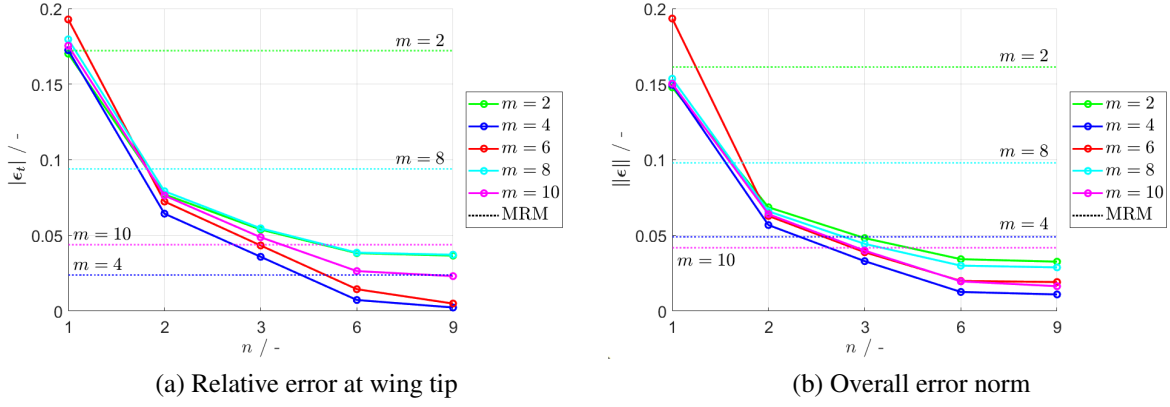 0.2
0.15
0.1
0.05
0
|ϵ_t| / -
m = 2
m = 8
m = 10
m = 4
1 2 3 6 9
n / -
m = 2
m = 4
m = 6
m = 8
m = 10
MRM
(a) Relative error at wing tip
0.2
0.15
0.1
0.05
0
‖ϵ‖ / -
m = 2
m = 8
m = 4
m = 10
1 2 3 6 9
n / -
m = 2
m = 4
m = 6
m = 8
m = 10
MRM
(b) Overall error norm